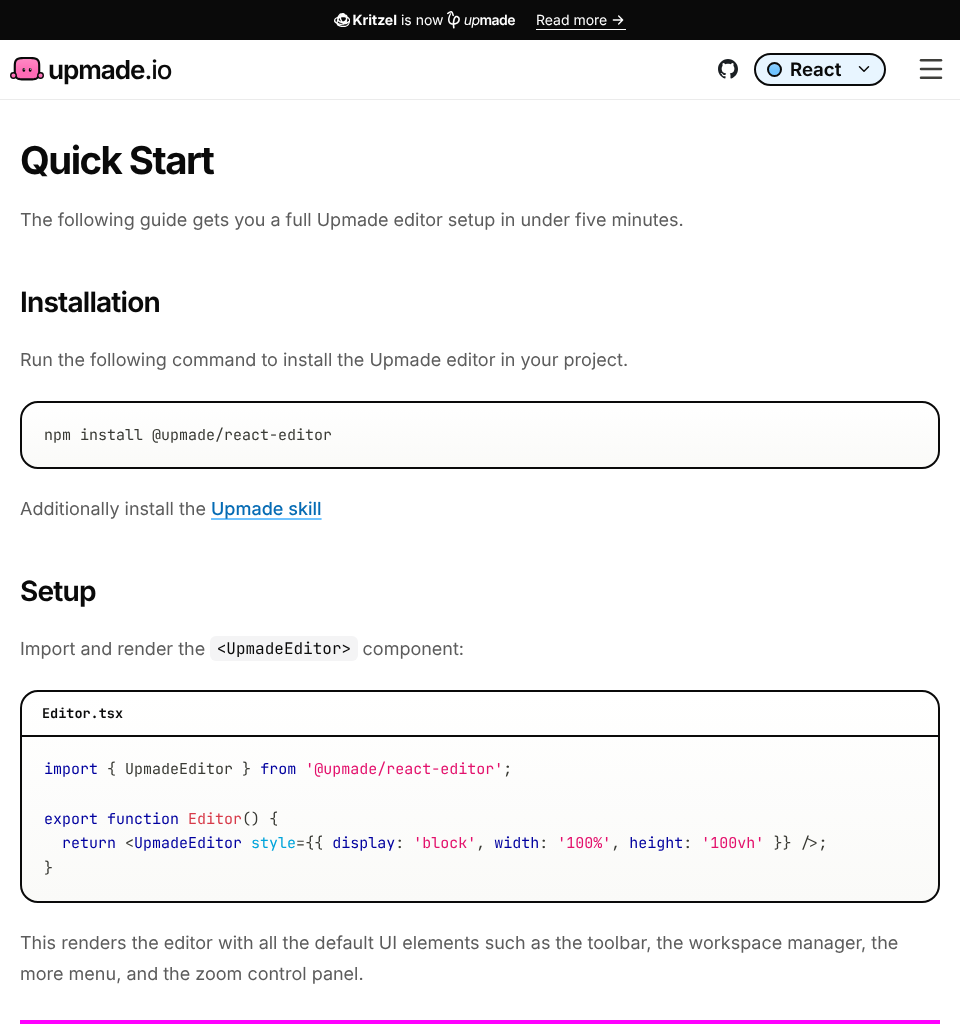 Kritzel is now upmade Read more →
upmade.io React
Quick Start
The following guide gets you a full Upmade editor setup in under five minutes.
Installation
Run the following command to install the Upmade editor in your project.
npm install @upmade/react-editor
Additionally install the Upmade skill
Setup
Import and render the <UpmadeEditor> component:
Editor.tsx
import { UpmadeEditor } from '@upmade/react-editor';
export function Editor() {
  return <UpmadeEditor style={{ display: 'block', width: '100%', height: '100vh' }} />;
}
This renders the editor with all the default UI elements such as the toolbar, the workspace manager, the
more menu, and the zoom control panel.